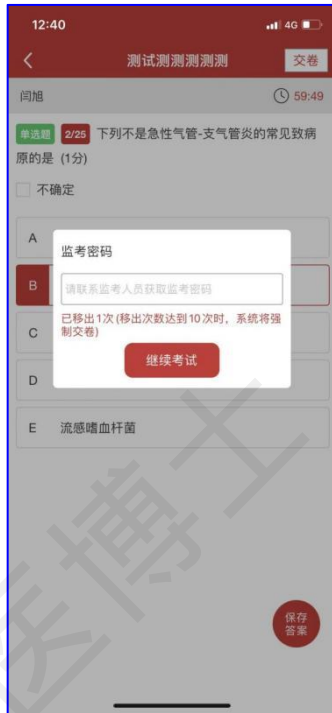 12:40
4G
测试测测测测测
交卷
闫旭
59:49
单选题 2/25 下列不是急性气管-支气管炎的常见致病
原的是 (1分)
不确定
A
监考密码
B
请联系监考人员获取监考密码
已移出1次(移出次数达到10次时，系统将强
制交卷)
C
继续考试
D
E 流感嗜血杆菌
保存
答案
医博士